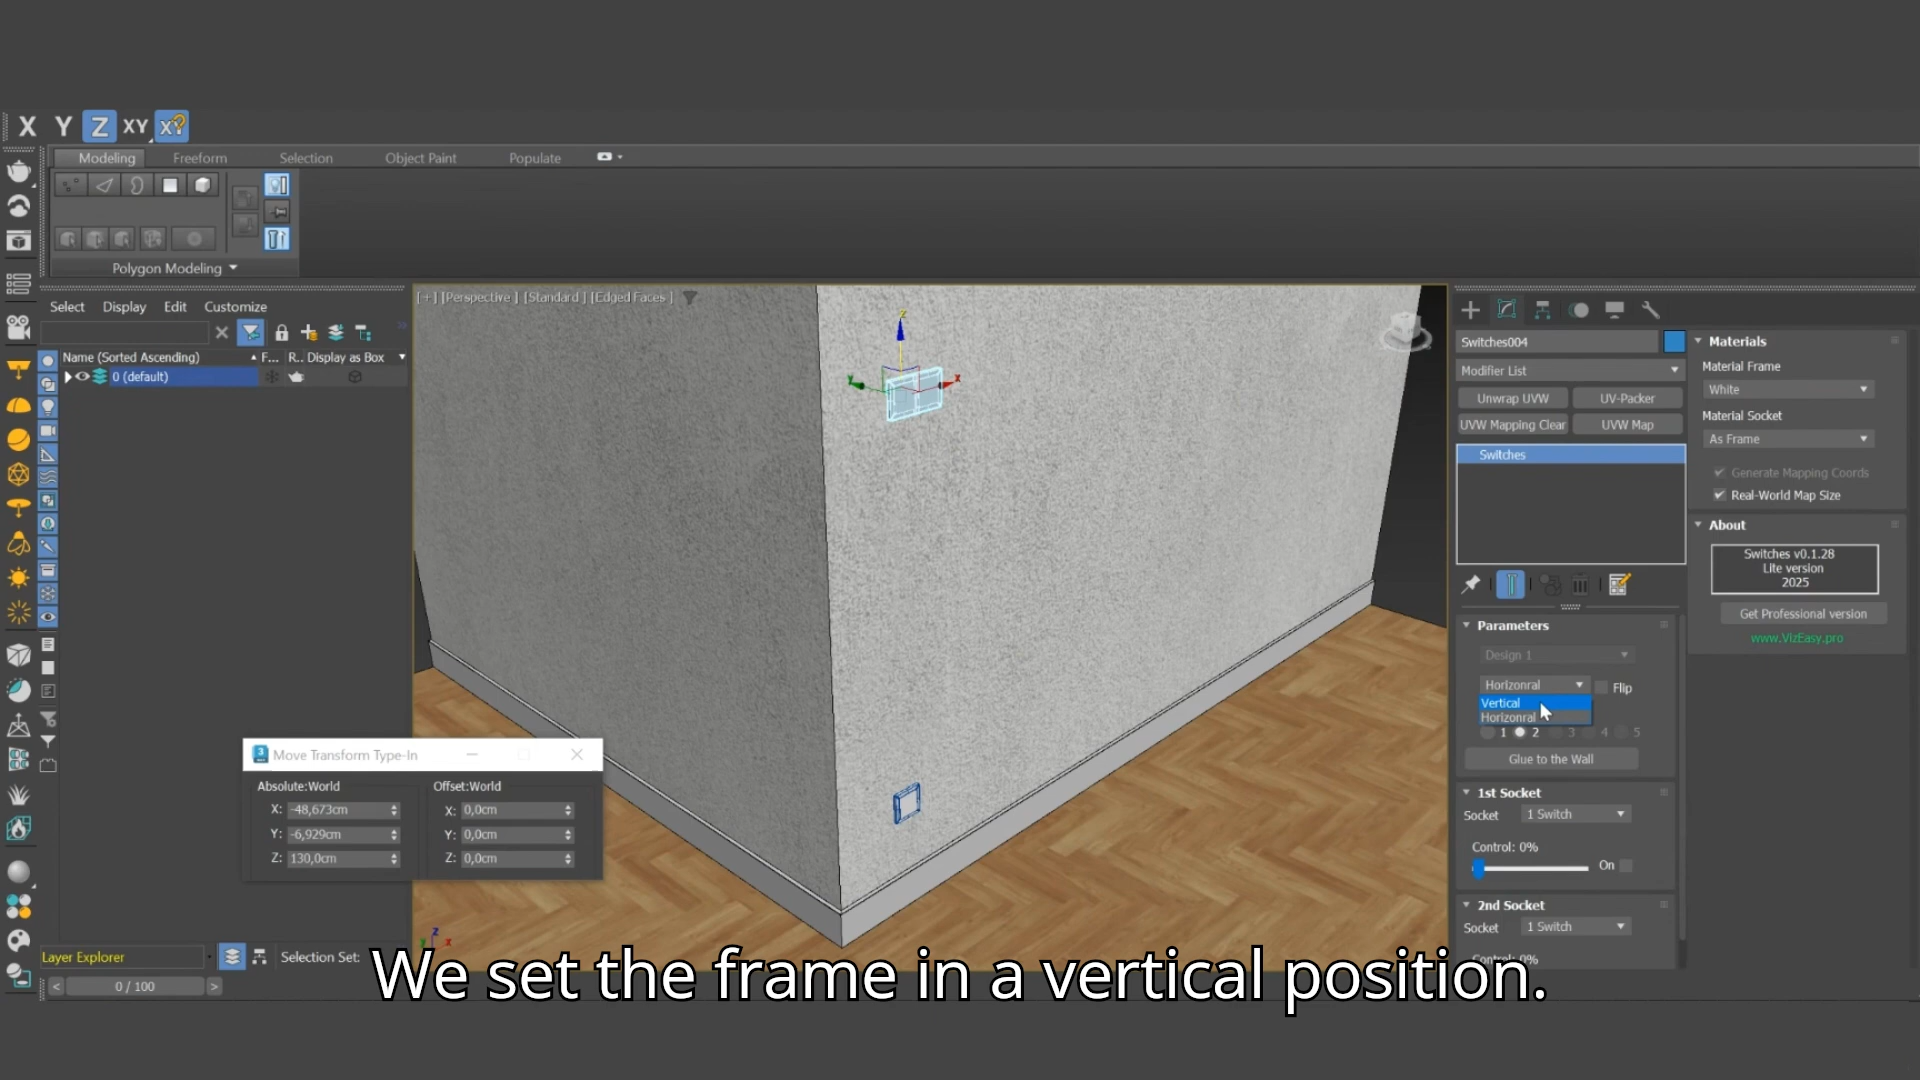 X Y Z XY X?
Modeling Freeform Selection Object Paint Populate
Polygon Modeling
Select Display Edit Customize
Name (Sorted Ascending) F... R.. Display as Box
0 (default)
[+] [Perspective] [Standard] [Edged Faces]
z
y x
Switches004
Modifier List
Unwrap UVW UV-Packer
UVW Mapping Clear UVW Map
Switches
Parameters
Design 1
Horizonral Flip
Vertical
Horizonral
1 2 3 4 5
Glue to the Wall
1st Socket
Socket 1 Switch
Control: 0%
On
2nd Socket
Socket 1 Switch
Control: 0%
Materials
Material Frame
White
Material Socket
As Frame
Generate Mapping Coords
Real-World Map Size
About
Switches v0.1.28
Lite version
2025
Get Professional version
www.VizEasy.pro
3 Move Transform Type-In
Absolute:World Offset:World
X: -48,673cm X: 0,0cm
Y: -6,929cm Y: 0,0cm
Z: 130,0cm Z: 0,0cm
z
y x
Layer Explorer Selection Set:
< 0 / 100 >
We set the frame in a vertical position.